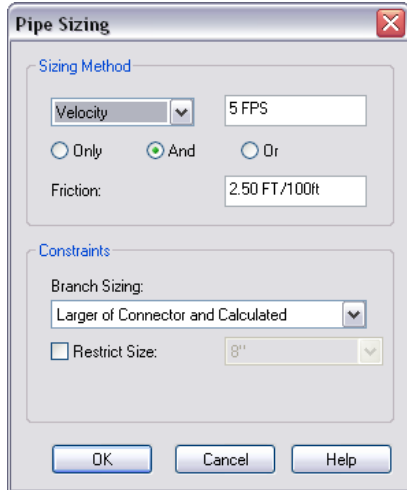 Pipe Sizing
Sizing Method
Velocity 5 FPS
Only And Or
Friction: 2.50 FT/100ft
Constraints
Branch Sizing:
Larger of Connector and Calculated
Restrict Size: 8"
OK Cancel Help